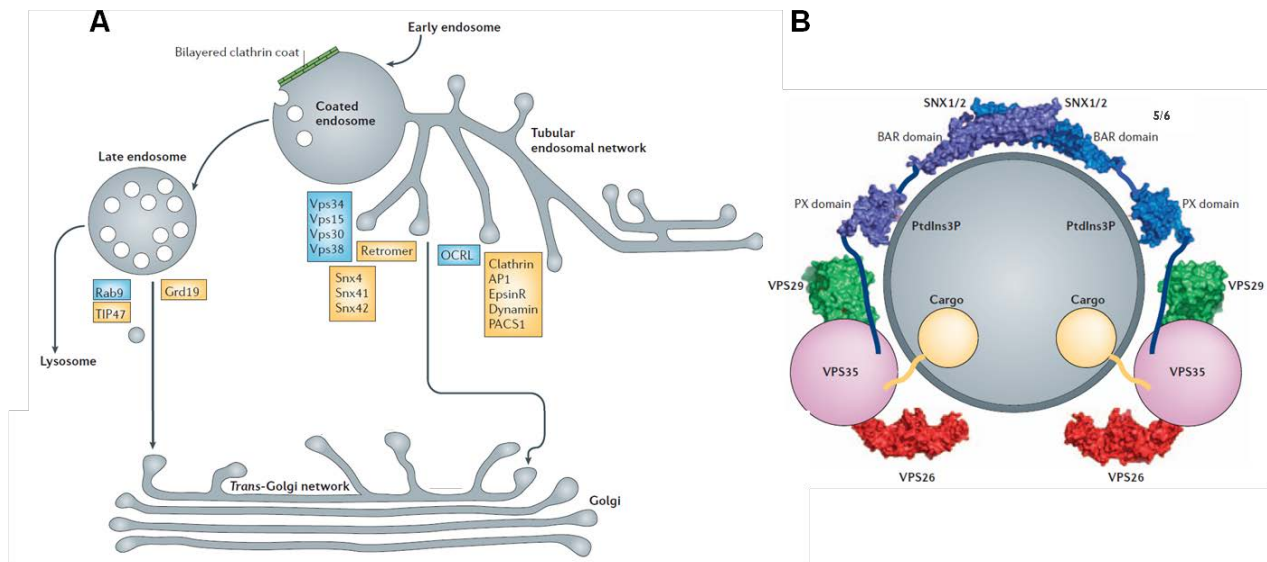 A
Early endosome
Bilayered clathrin coat
Coated
endosome
Tubular
endosomal network
Late endosome
Vps34
Vps15
Vps30
Vps38
Retromer
Snx4
Snx41
Snx42
OCRL
Clathrin
AP1
EpsinR
Dynamin
PACS1
Rab9
TIP47
Grd19
Lysosome
Trans-Golgi network
Golgi
B
SNX1/2
SNX1/2
5/6
BAR domain
BAR domain
PX domain
PX domain
PtdIns3P
PtdIns3P
VPS29
VPS29
Cargo
Cargo
VPS35
VPS35
VPS26
VPS26